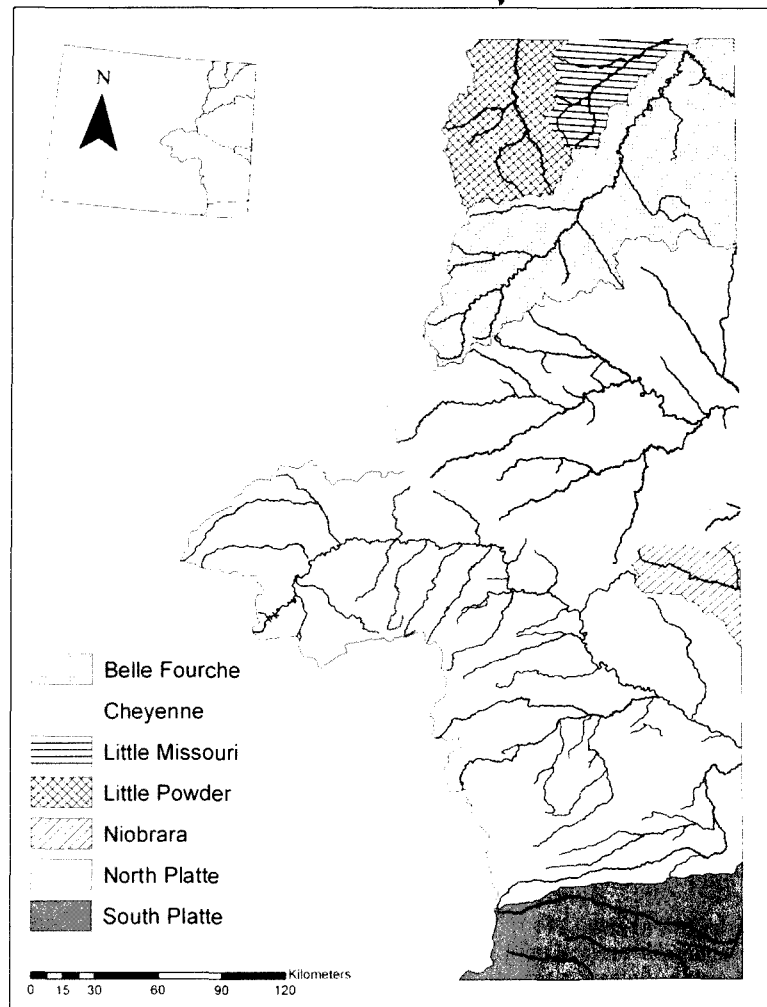 N
Belle Fourche
Cheyenne
Little Missouri
Little Powder
Niobrara
North Platte
South Platte
Kilometers
0 15 30 60 90 120